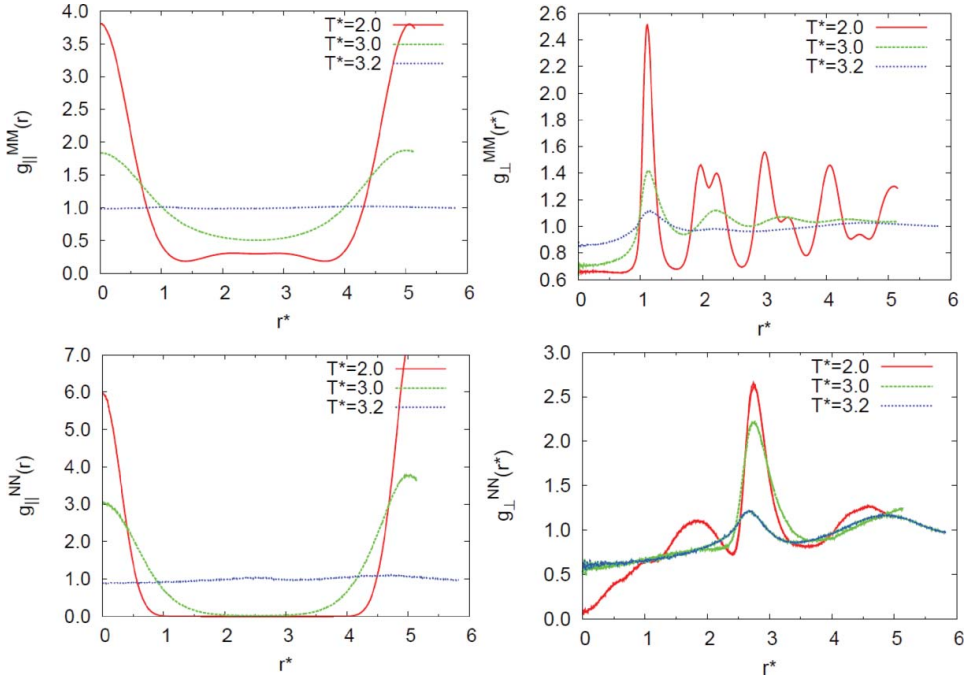 4.0
3.5
3.0
2.5
2.0
1.5
1.0
0.5
0.0
g||MM(r)
T*=2.0
T*=3.0
T*=3.2
0 1 2 3 4 5 6
r*
2.6
2.4
2.2
2.0
1.8
1.6
1.4
1.2
1.0
0.8
0.6
g⊥MM(r*)
T*=2.0
T*=3.0
T*=3.2
0 1 2 3 4 5 6
r*
7.0
6.0
5.0
4.0
3.0
2.0
1.0
0.0
g||NN(r)
T*=2.0
T*=3.0
T*=3.2
0 1 2 3 4 5 6
r*
3.0
2.5
2.0
1.5
1.0
0.5
0.0
g⊥NN(r*)
T*=2.0
T*=3.0
T*=3.2
0 1 2 3 4 5 6
r*